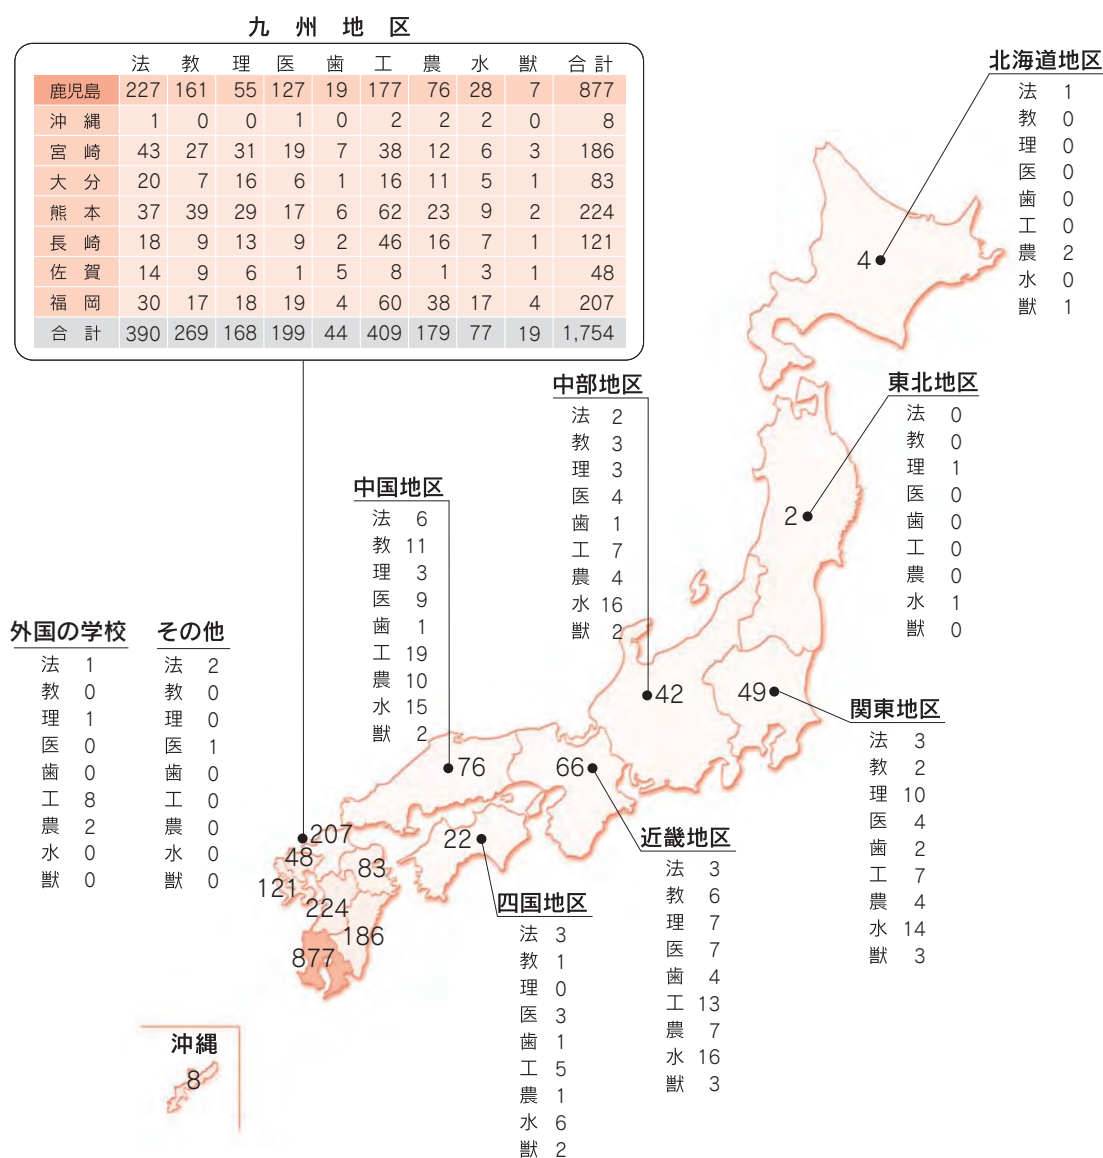 九州地区
法 教 理 医 歯 工 農 水 獣 合計
鹿児島 227 161 55 127 19 177 76 28 7 877
沖縄 1 0 0 1 0 2 2 2 0 8
宮崎 43 27 31 19 7 38 12 6 3 186
大分 20 7 16 6 1 16 11 5 1 83
熊本 37 39 29 17 6 62 23 9 2 224
長崎 18 9 13 9 2 46 16 7 1 121
佐賀 14 9 6 1 5 8 1 3 1 48
福岡 30 17 18 19 4 60 38 17 4 207
合計 390 269 168 199 44 409 179 77 19 1,754
北海道地区
法 1
教 0
理 0
医 0
歯 0
工 0
農 2
水 0
獣 1
4
東北地区
法 0
教 0
理 1
医 0
歯 0
工 0
農 0
水 1
獣 0
2
中部地区
法 2
教 3
理 3
医 4
歯 1
工 7
農 4
水 16
獣 2
42
中国地区
法 6
教 11
理 3
医 9
歯 1
工 19
農 10
水 15
獣 2
76
外国の学校
法 1
教 0
理 1
医 0
歯 0
工 8
農 2
水 0
獣 0
その他
法 2
教 0
理 0
医 1
歯 0
工 0
農 0
水 0
獣 0
49
関東地区
法 3
教 2
理 10
医 4
歯 2
工 7
農 4
水 14
獣 3
66
近畿地区
法 3
教 6
理 7
医 7
歯 4
工 13
農 7
水 16
獣 3
22
四国地区
法 3
教 1
理 0
医 3
歯 1
工 5
農 1
水 6
獣 2
207
48
83
121
224
186
877
沖縄
8